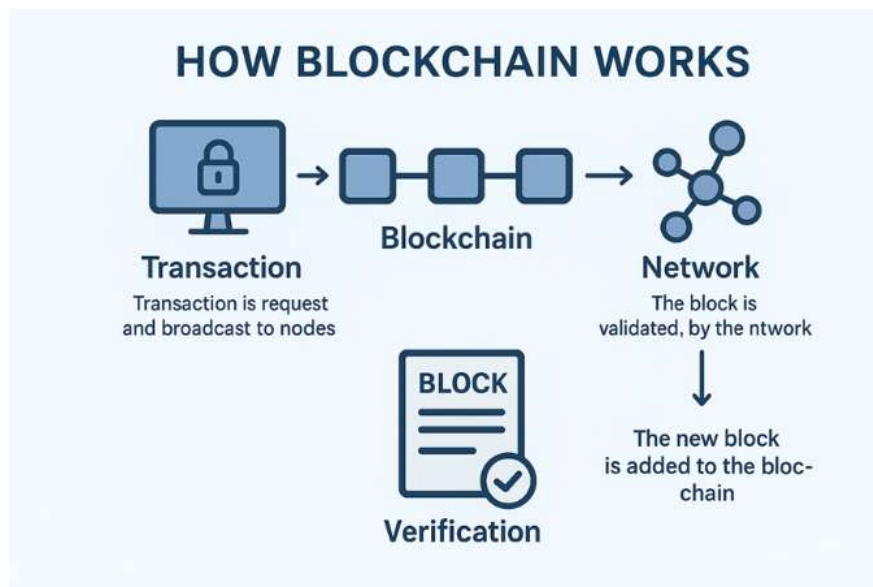 HOW BLOCKCHAIN WORKS
Transaction
Transaction is request
and broadcast to nodes
Blockchain
Network
The block is
validated, by the ntwork
BLOCK
Verification
The new block
is added to the bloc-
chain